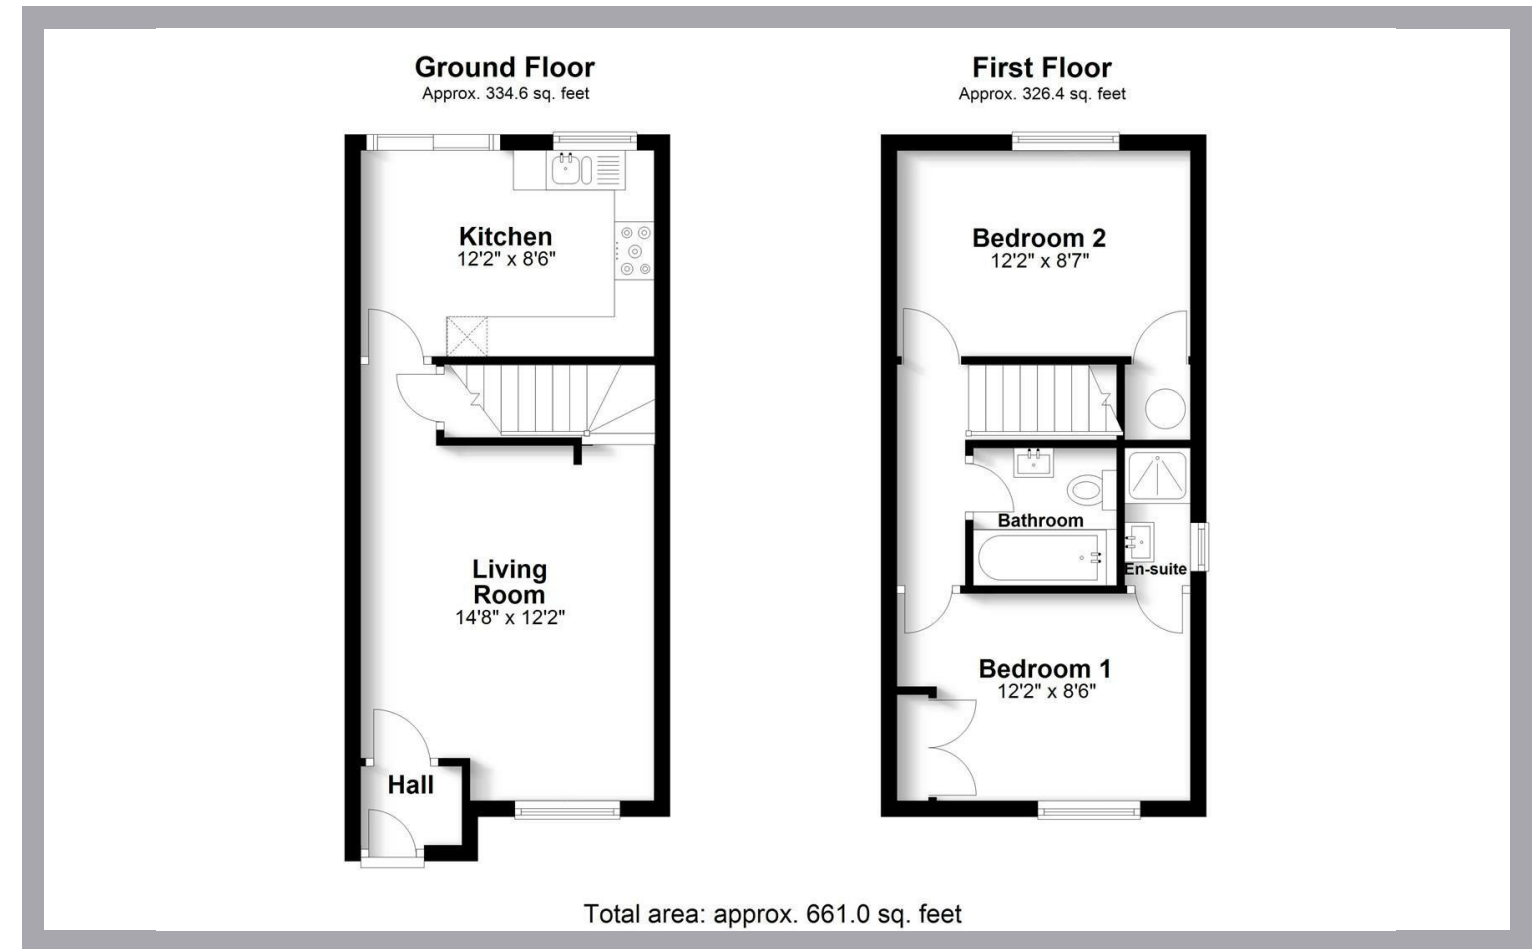 Ground Floor
Approx. 334.6 sq. feet
Kitchen
12'2" x 8'6"
Living
Room
14'8" x 12'2"
Hall
First Floor
Approx. 326.4 sq. feet
Bedroom 2
12'2" x 8'7"
Bathroom
En-suite
Bedroom 1
12'2" x 8'6"
Total area: approx. 661.0 sq. feet